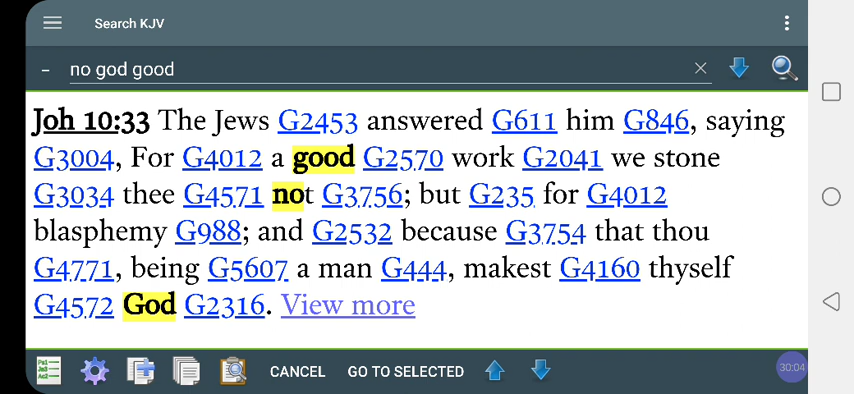 Search KJV
- no god good
Joh 10:33 The Jews G2453 answered G611 him G846, saying
G3004, For G4012 a good G2570 work G2041 we stone
G3034 thee G4571 not G3756; but G235 for G4012
blasphemy G988; and G2532 because G3754 that thou
G4771, being G5607 a man G444, makest G4160 thyself
G4572 God G2316. View more
CANCEL GO TO SELECTED 30:04